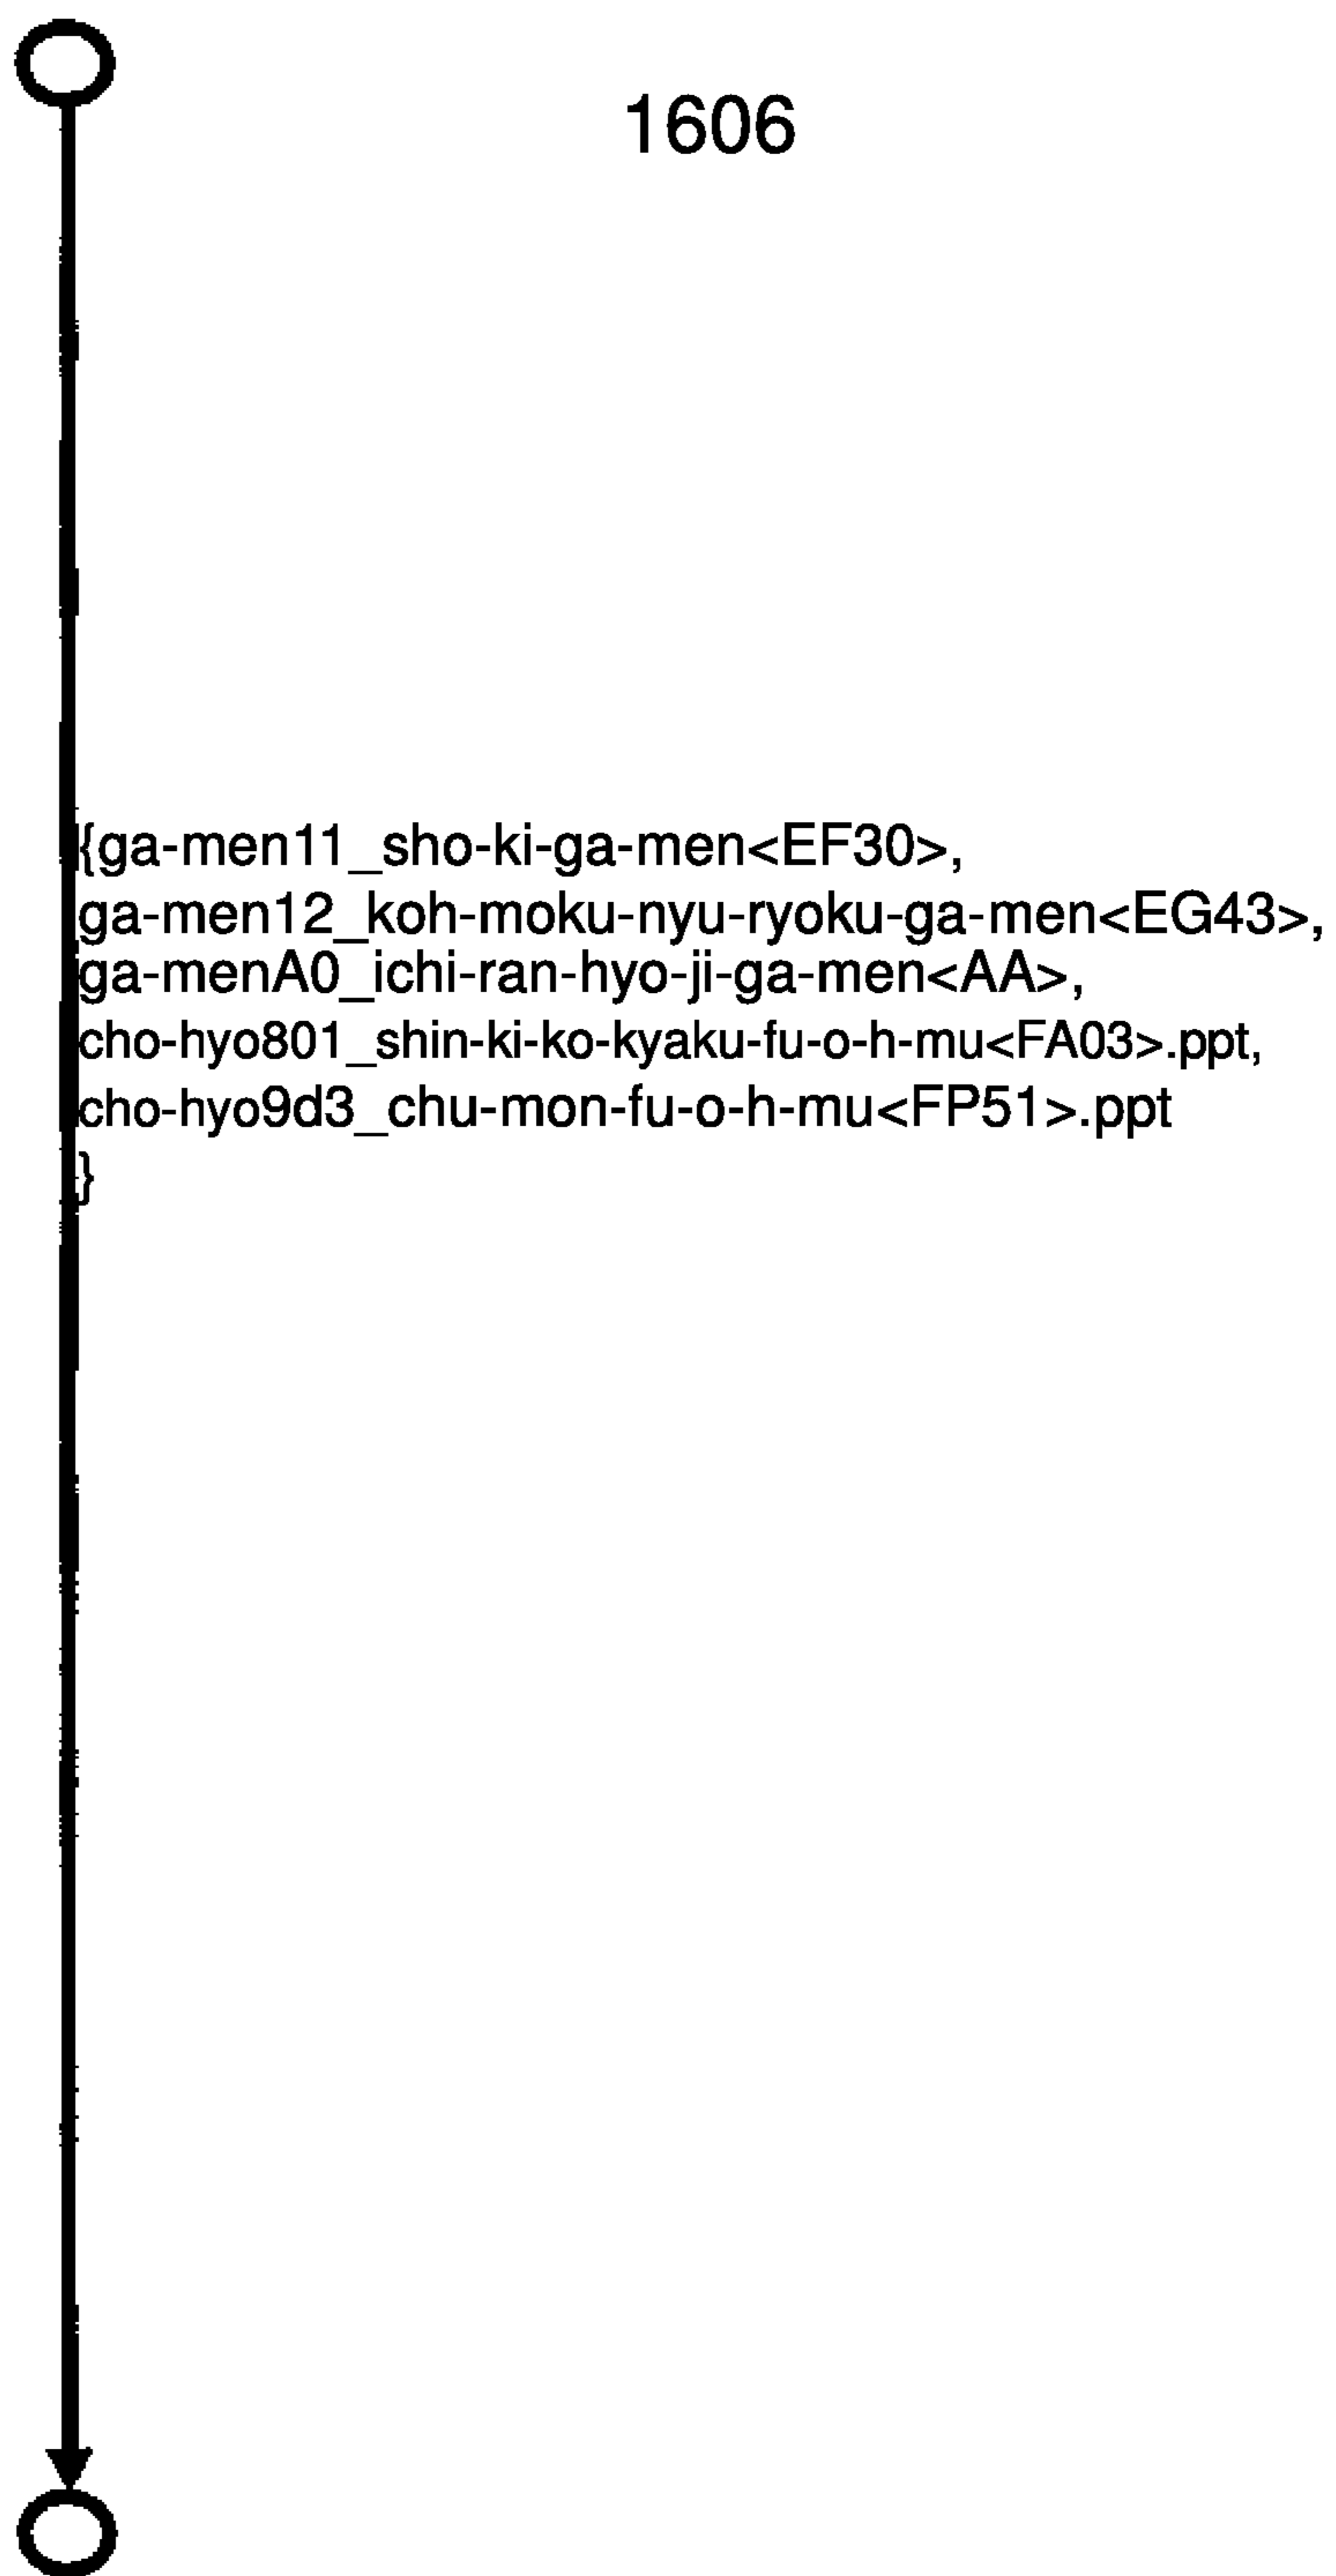 1606
{ga-men11_sho-ki-ga-men<EF30>,
ga-men12_koh-moku-nyu-ryoku-ga-men<EG43>,
ga-menA0_ichi-ran-hyo-ji-ga-men<AA>,
cho-hyo801_shin-ki-ko-kyaku-fu-o-h-mu<FA03>.ppt,
cho-hyo9d3_chu-mon-fu-o-h-mu<FP51>.ppt
}